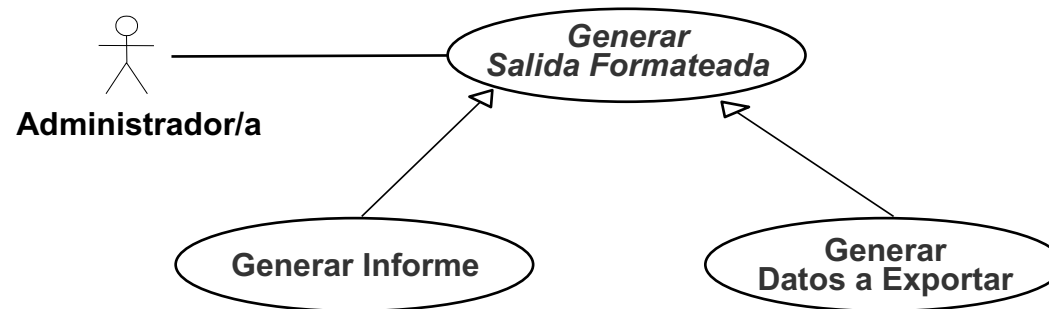 Generar
Salida Formateada
Administrador/a
Generar Informe
Generar
Datos a Exportar